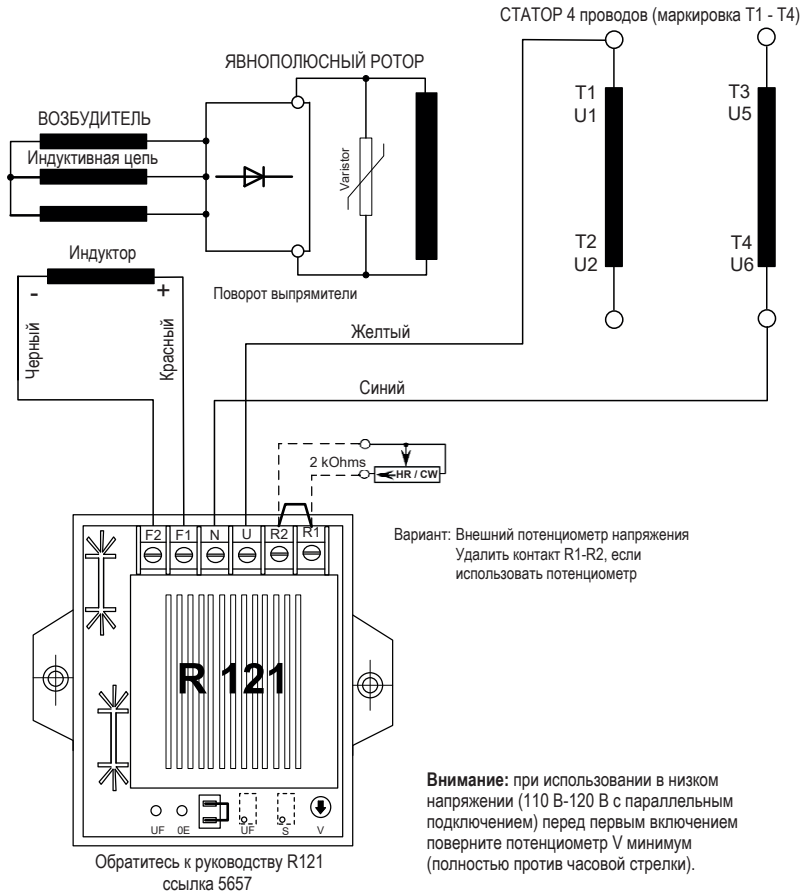 СТАТОР 4 проводов (маркировка T1 - T4)
ЯВНОПОЛЮСНЫЙ РОТОР
ВОЗБУДИТЕЛЬ
Индуктивная цепь
Varistor
T1
U1
T3
U5
T2
U2
T4
U6
Индуктор
- +
Поворот выпрямители
Черный
Красный
Желтый
Синий
2 kOhms
HR / CW
F2 F1 N U R2 R1
Вариант: Внешний потенциометр напряжения
Удалить контакт R1-R2, если
использовать потенциометр
R 121
UF 0E UF S V
Внимание: при использовании в низком
напряжении (110 В-120 В с параллельным
подключением) перед первым включением
поверните потенциометр V минимум
(полностью против часовой стрелки).
Обратитесь к руководству R121
ссылка 5657